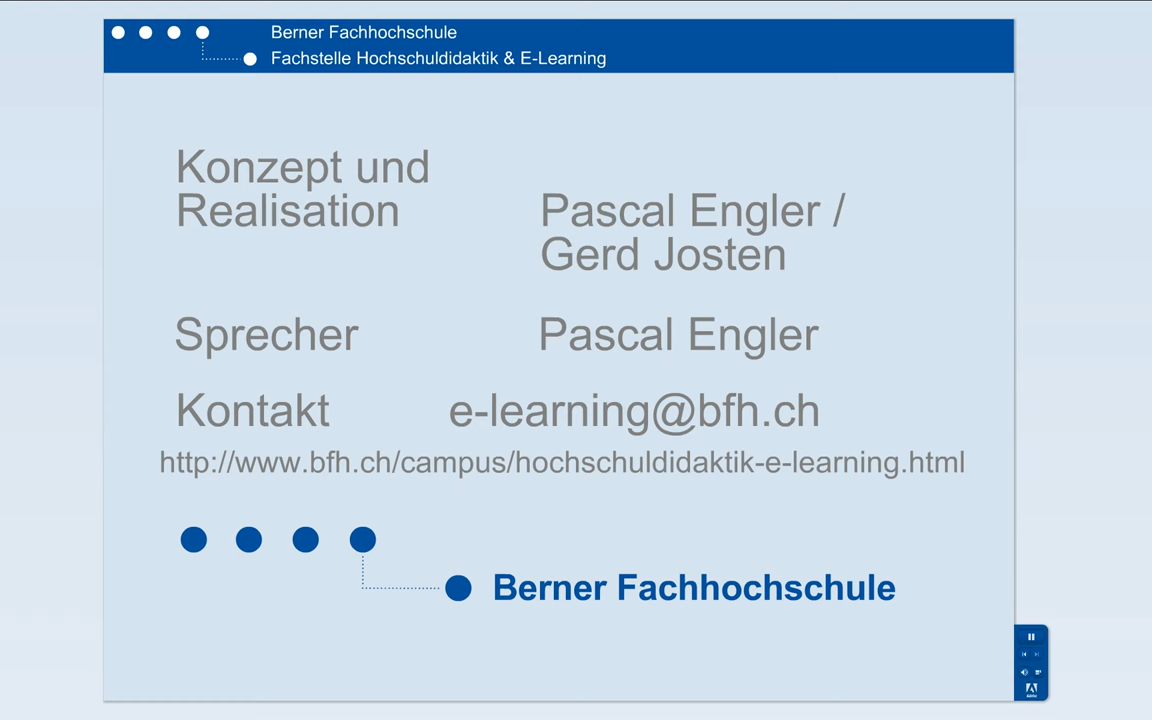 Berner Fachhochschule
Fachstelle Hochschuldidaktik & E-Learning
Konzept und
Realisation Pascal Engler /
Gerd Josten
Sprecher Pascal Engler
Kontakt e-learning@bfh.ch
http://www.bfh.ch/campus/hochschuldidaktik-e-learning.html
Berner Fachhochschule